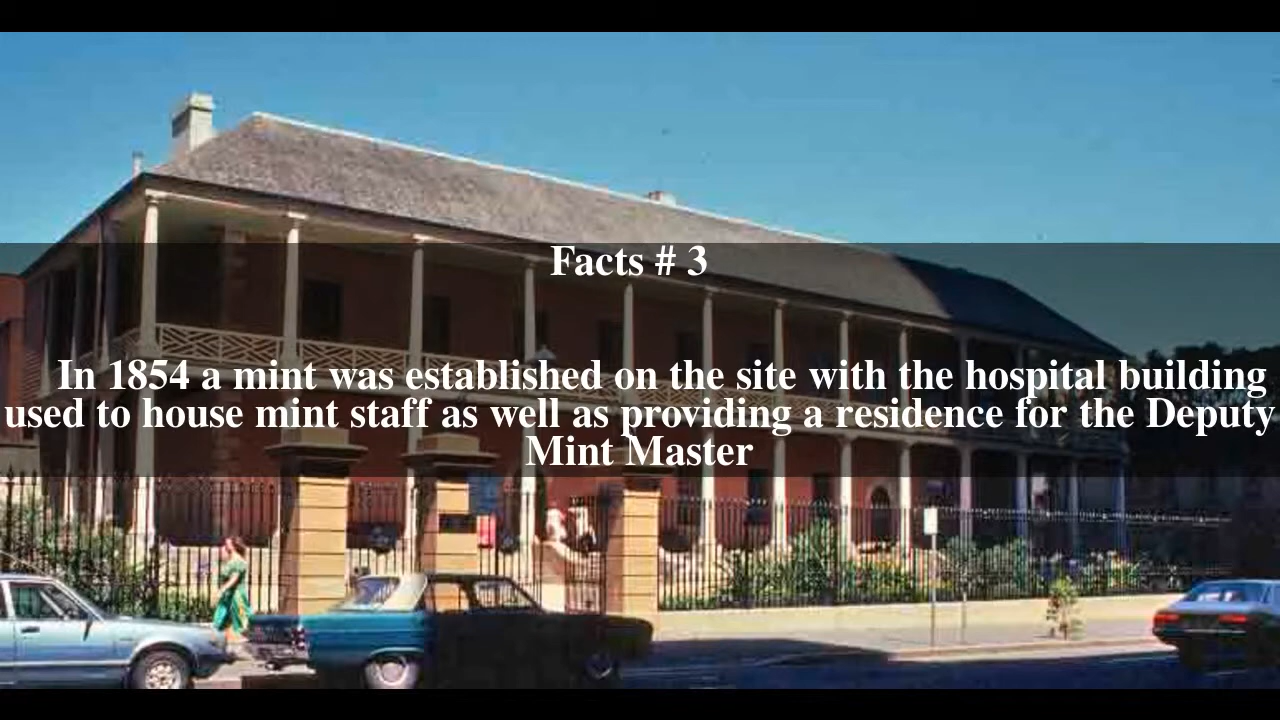 Facts # 3
In 1854 a mint was established on the site with the hospital building
used to house mint staff as well as providing a residence for the Deputy
Mint Master